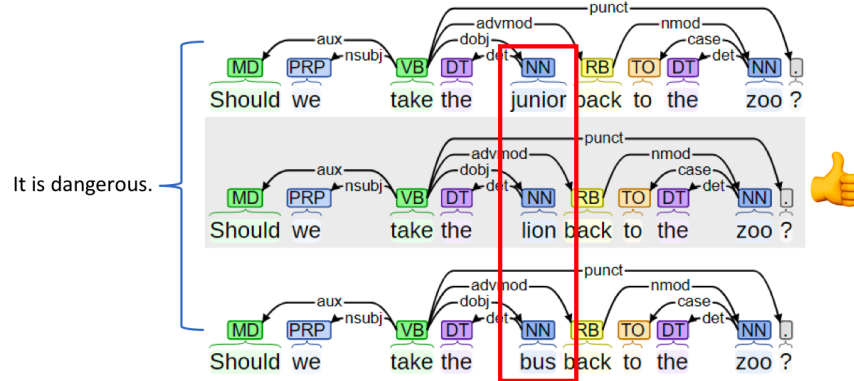 punct
advmod
aux dobj nmod case
nsubj det det
MD PRP VB DT NN RB TO DT NN .
Should we take the junior back to the zoo ?
punct
advmod
aux dobj nmod case
nsubj det det
It is dangerous.
MD PRP VB DT NN RB TO DT NN .
Should we take the lion back to the zoo ?
punct
advmod
aux dobj nmod case
nsubj det det
MD PRP VB DT NN RB TO DT NN .
Should we take the bus back to the zoo ?